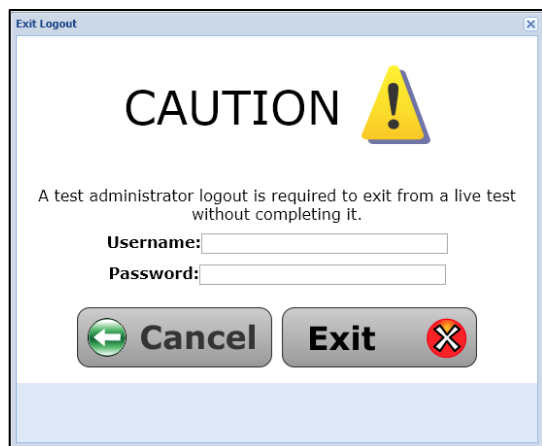 Exit Logout
CAUTION
A test administrator logout is required to exit from a live test
without completing it.
Username:
Password:
Cancel
Exit